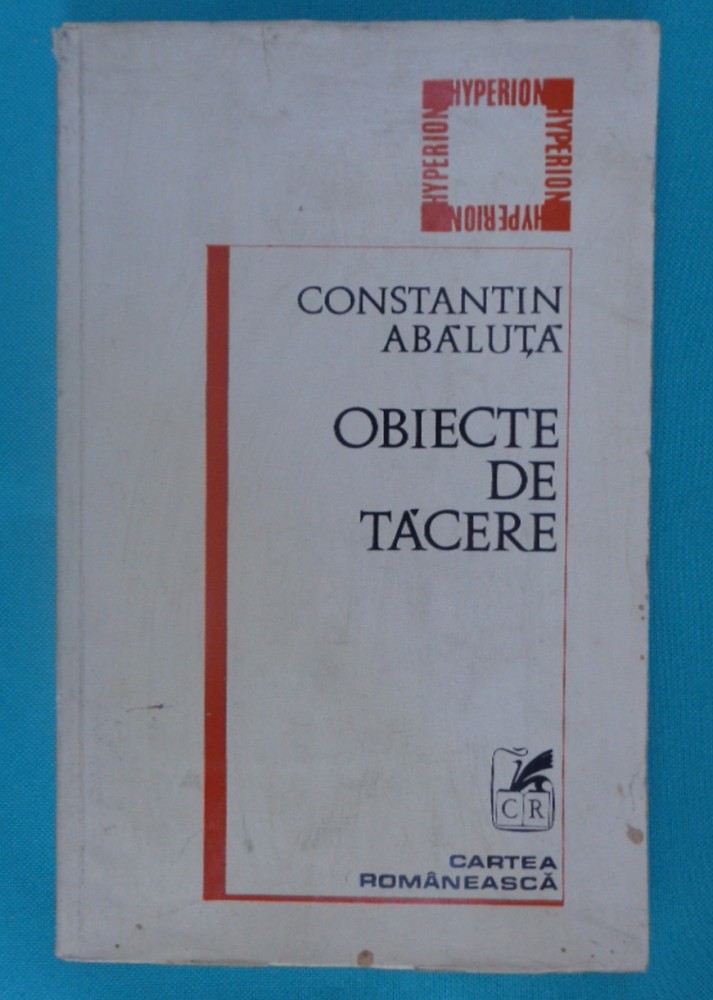 HYPERION
HYPERION
HYPERION
HYPERION
CONSTANTIN
ABĂLUȚĂ
OBIECTE
DE
TĂCERE
CR
CARTEA
ROMÂNEASCĂ